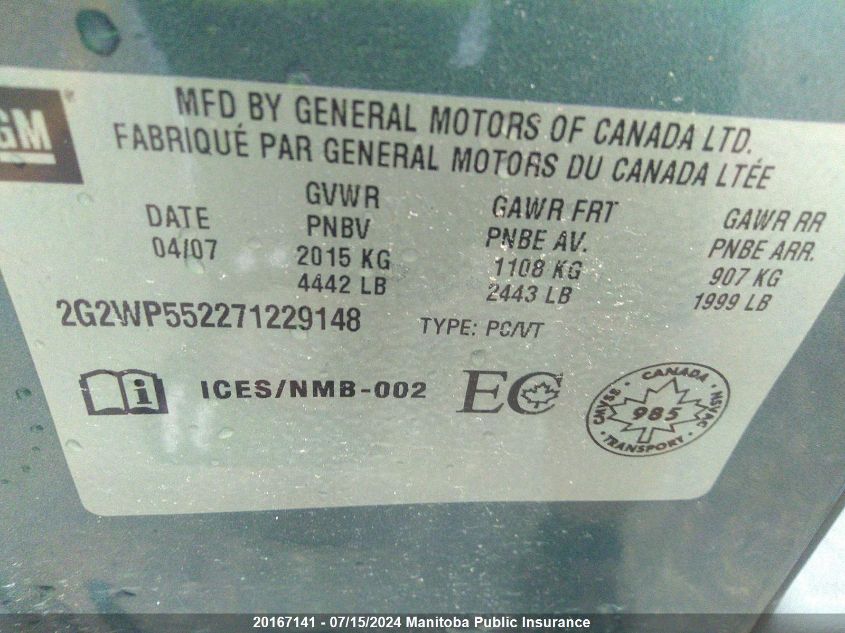 GM ®
MFD BY GENERAL MOTORS OF CANADA LTD.
FABRIQUÉ PAR GENERAL MOTORS DU CANADA LTÉE
DATE
04/07
GVWR
PNBV
2015 KG
4442 LB
GAWR FRT
PNBE AV.
1108 KG
2443 LB
GAWR RR
PNBE ARR.
907 KG
1999 LB
2G2WP552271229148 TYPE: PC/VT
i ICES/NMB-002 EC
CANADA
CMVSS 985 NSVAC
TRANSPORT
20167141 - 07/15/2024 Manitoba Public Insurance